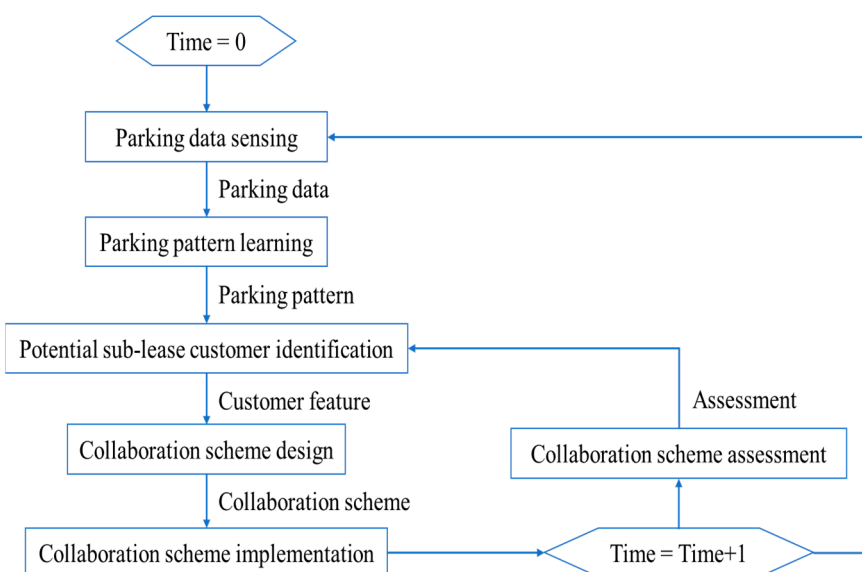 Time = 0
Parking data sensing
Parking data
Parking pattern learning
Parking pattern
Potential sub-lease customer identification
Customer feature
Assessment
Collaboration scheme design
Collaboration scheme assessment
Collaboration scheme
Collaboration scheme implementation
Time = Time+1